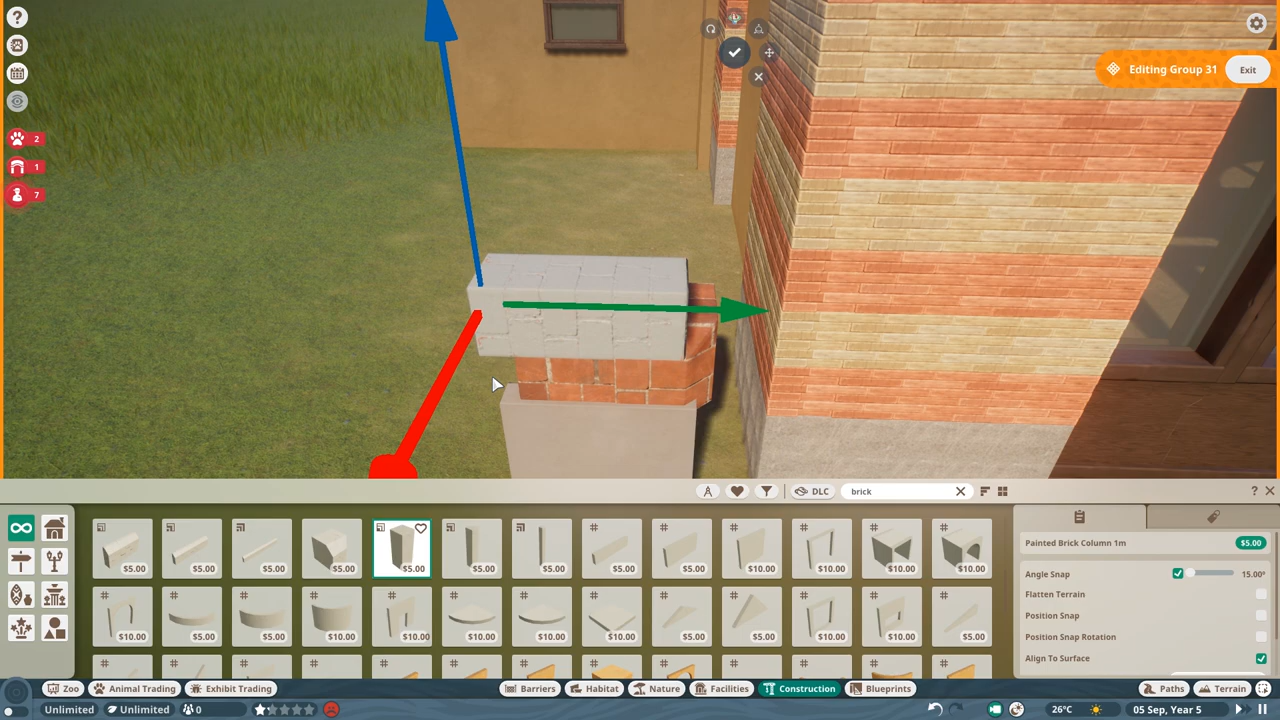 ?
Editing Group 31
Exit
2
1
7
DLC
brick
?
$5.00 $5.00 $5.00 $5.00 $5.00 $5.00 $5.00 $5.00 $5.00 $10.00 $10.00 $10.00 $10.00
$10.00 $5.00 $5.00 $10.00 $10.00 $10.00 $10.00 $10.00 $5.00 $5.00 $10.00 $10.00 $5.00
Painted Brick Column 1m
$5.00
Angle Snap
15.00°
Flatten Terrain
Position Snap
Position Snap Rotation
Align To Surface
Zoo
Animal Trading
Exhibit Trading
Barriers
Habitat
Nature
Facilities
Construction
Blueprints
Paths
Terrain
Unlimited
Unlimited
0
26°C
05 Sep, Year 5